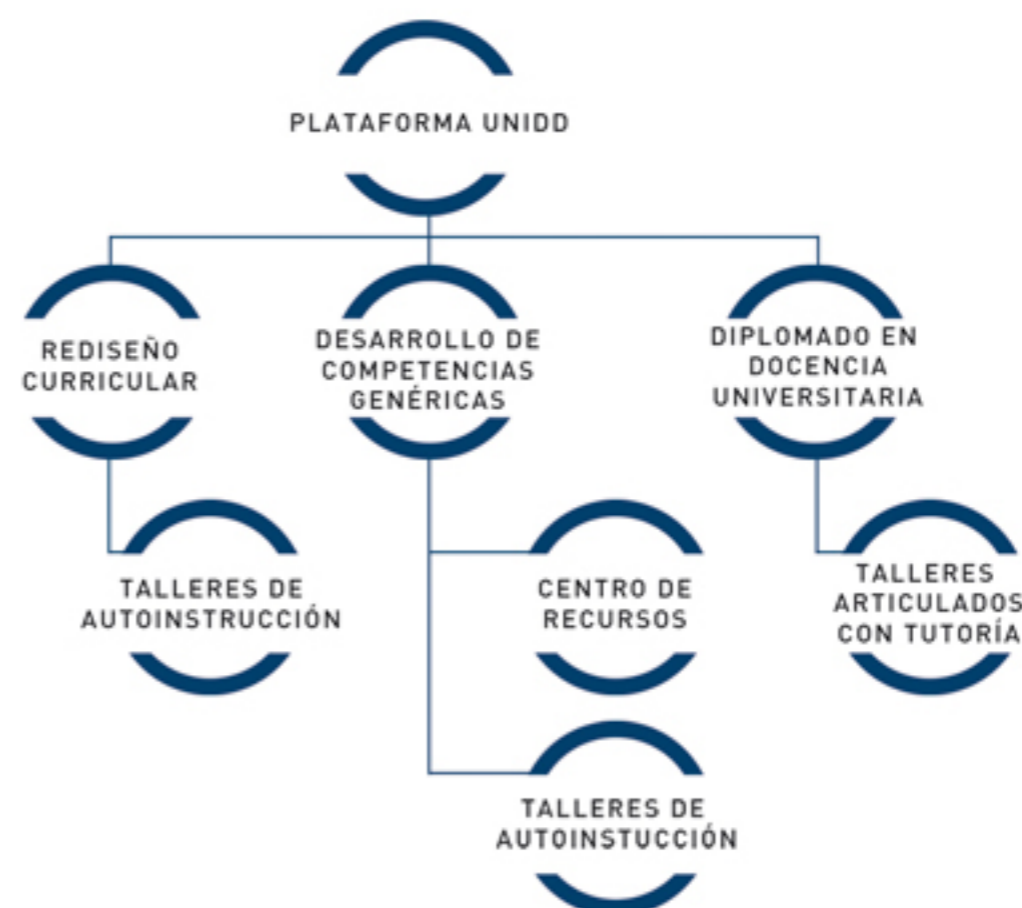 PLATAFORMA UNIDD
REDISEÑO
CURRICULAR
DESARROLLO DE
COMPETENCIAS
GENÉRICAS
DIPLOMADO EN
DOCENCIA
UNIVERSITARIA
TALLERES DE
AUTOINSTRUCCIÓN
CENTRO DE
RECURSOS
TALLERES
ARTICULADOS
CON TUTORÍA
TALLERES DE
AUTOINSTUCCIÓN